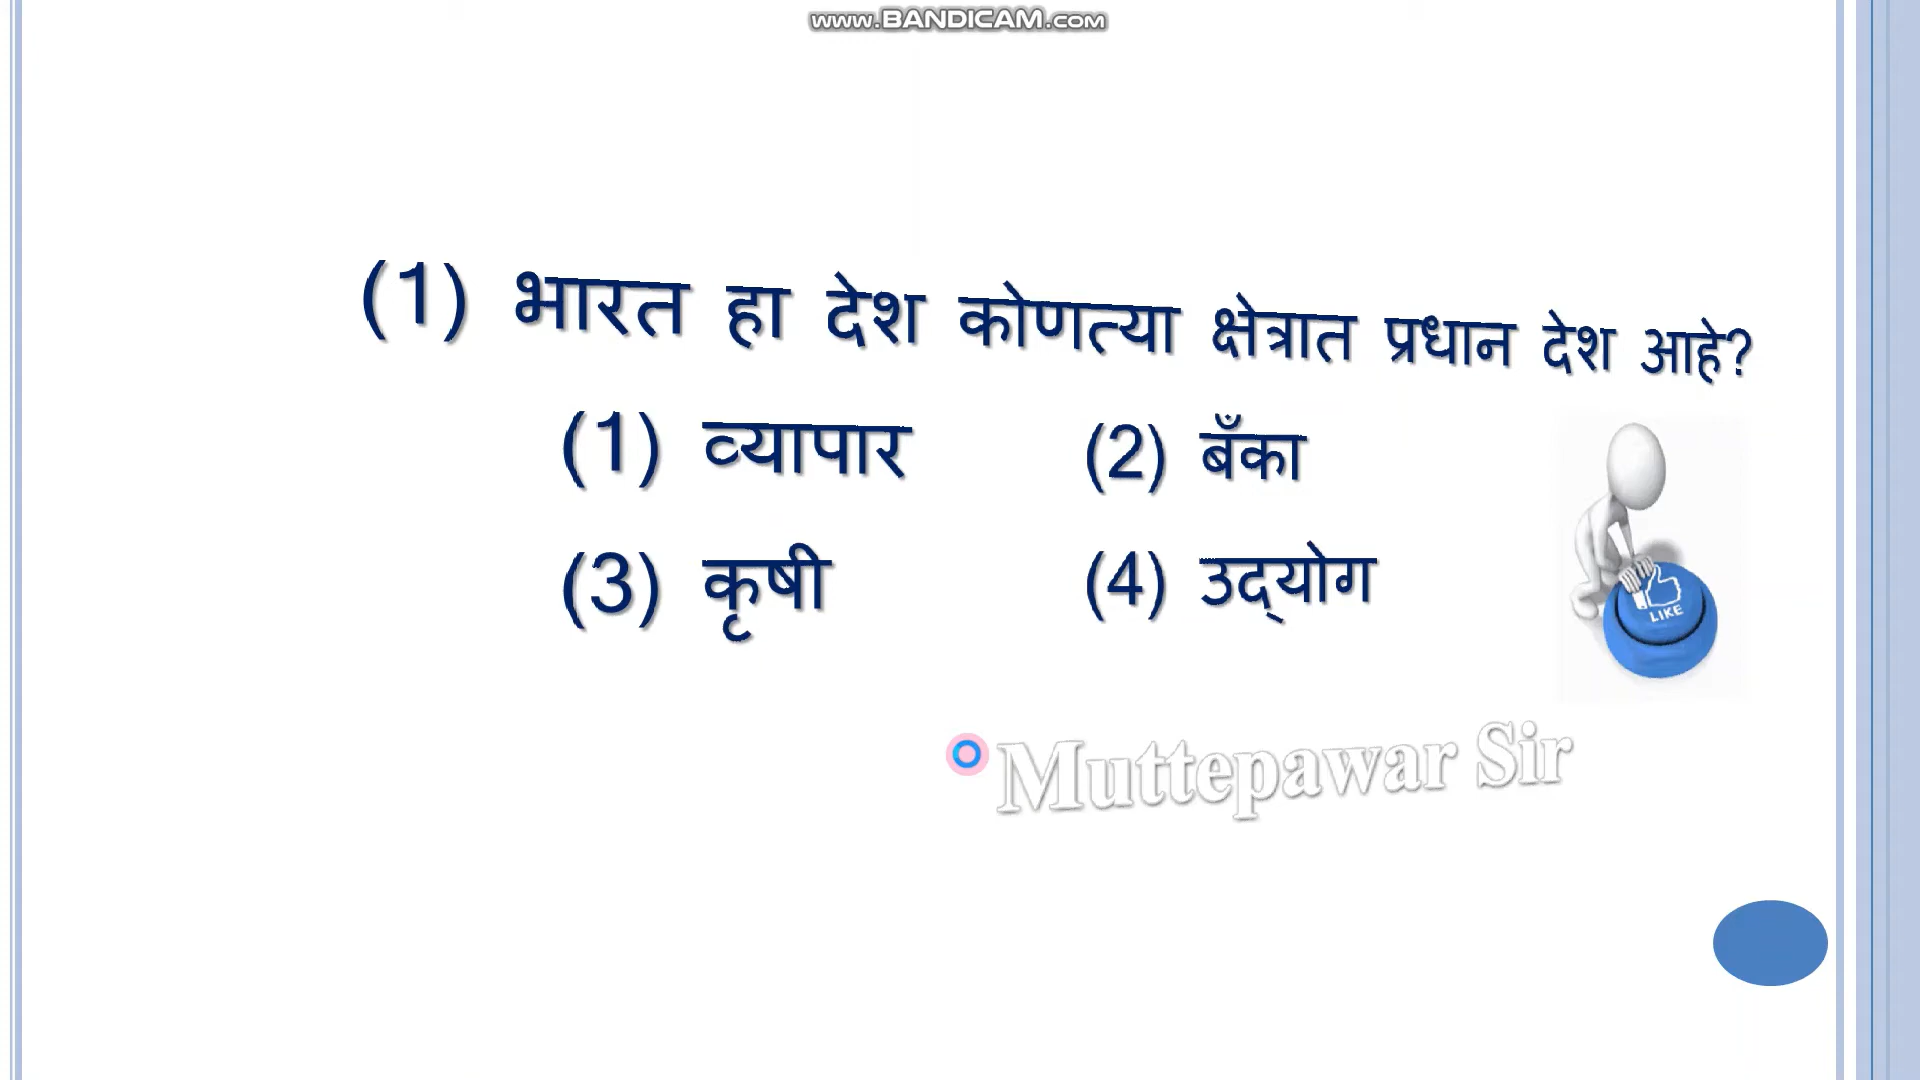 www.BANDICAM.com
(1) भारत हा देश कोणत्या क्षेत्रात प्रधान देश आहे?
(1) व्यापार (2) बँका
(3) कृषी (4) उद्‌योग
LIKE
Muttepawar Sir